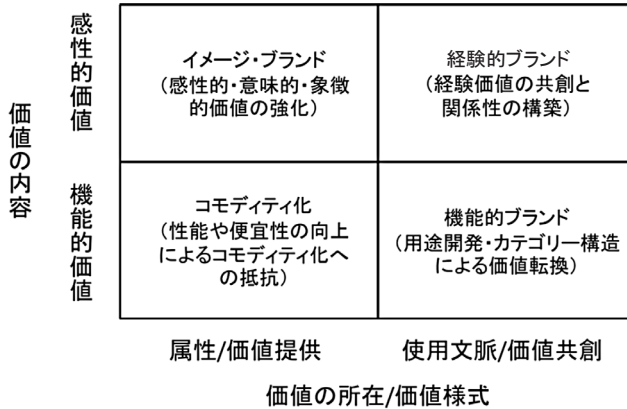 価値の内容
感性的価値
機能的価値
イメージ・ブランド
（感性的・意味的・象徴
的価値の強化）
経験的ブランド
（経験価値の共創と
関係性の構築）
コモディティ化
（性能や便宜性の向上
によるコモディティ化へ
の抵抗）
機能的ブランド
（用途開発・カテゴリー構造
による価値転換）
属性/価値提供
使用文脈/価値共創
価値の所在/価値様式